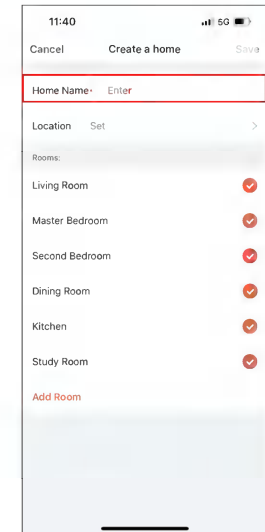 11:40
5G
Cancel Create a home Save
Home Name* Enter
Location Set
Rooms:
Living Room
Master Bedroom
Second Bedroom
Dining Room
Kitchen
Study Room
Add Room